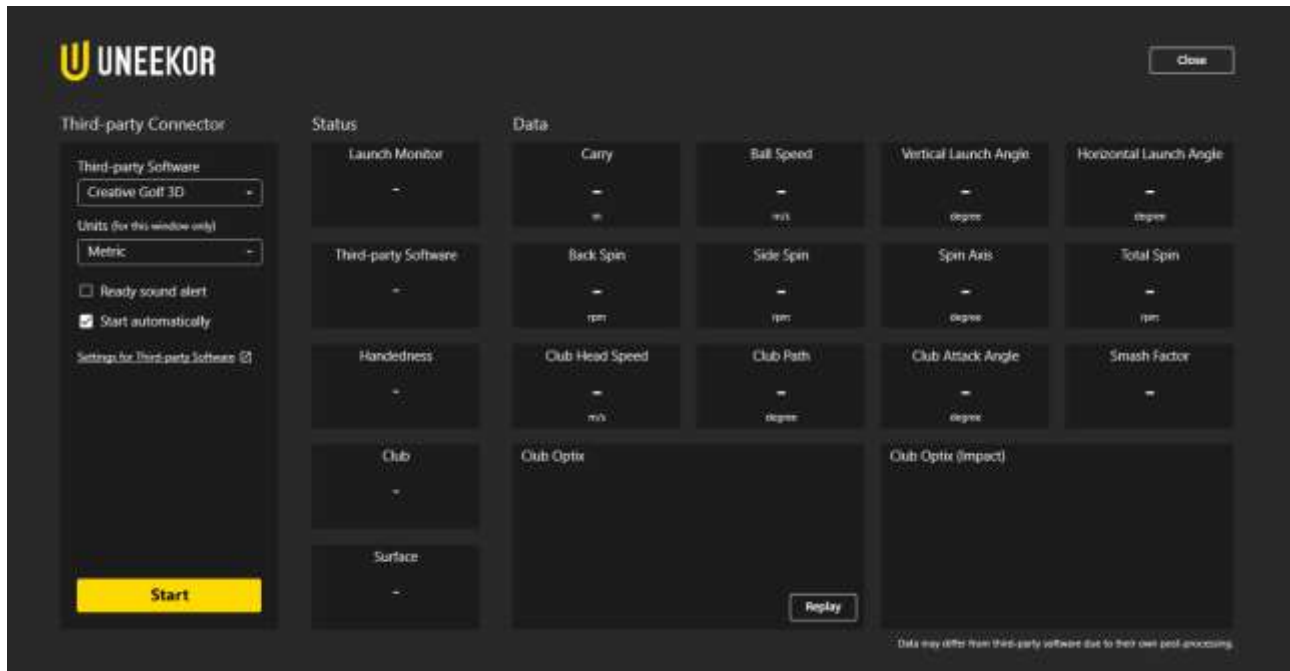 UNEEKOR
Close
Third-party Connector
Third-party Software
Creative Golf 3D
Units (for this window only)
Metric
Ready sound alert
Start automatically
Settings for Third-party Software
Start
Status
Launch Monitor
-
Third-party Software
-
Handedness
-
Club
-
Surface
-
Data
Carry
-
m
Ball Speed
-
m/s
Vertical Launch Angle
-
degree
Horizontal Launch Angle
-
degree
Back Spin
-
rpm
Side Spin
-
rpm
Spin Axis
-
degree
Total Spin
-
rpm
Club Head Speed
-
m/s
Club Path
-
degree
Club Attack Angle
-
degree
Smash Factor
-
Club Optix
Replay
Club Optix (Impact)
Data may differ from third-party software due to their own post-processing.